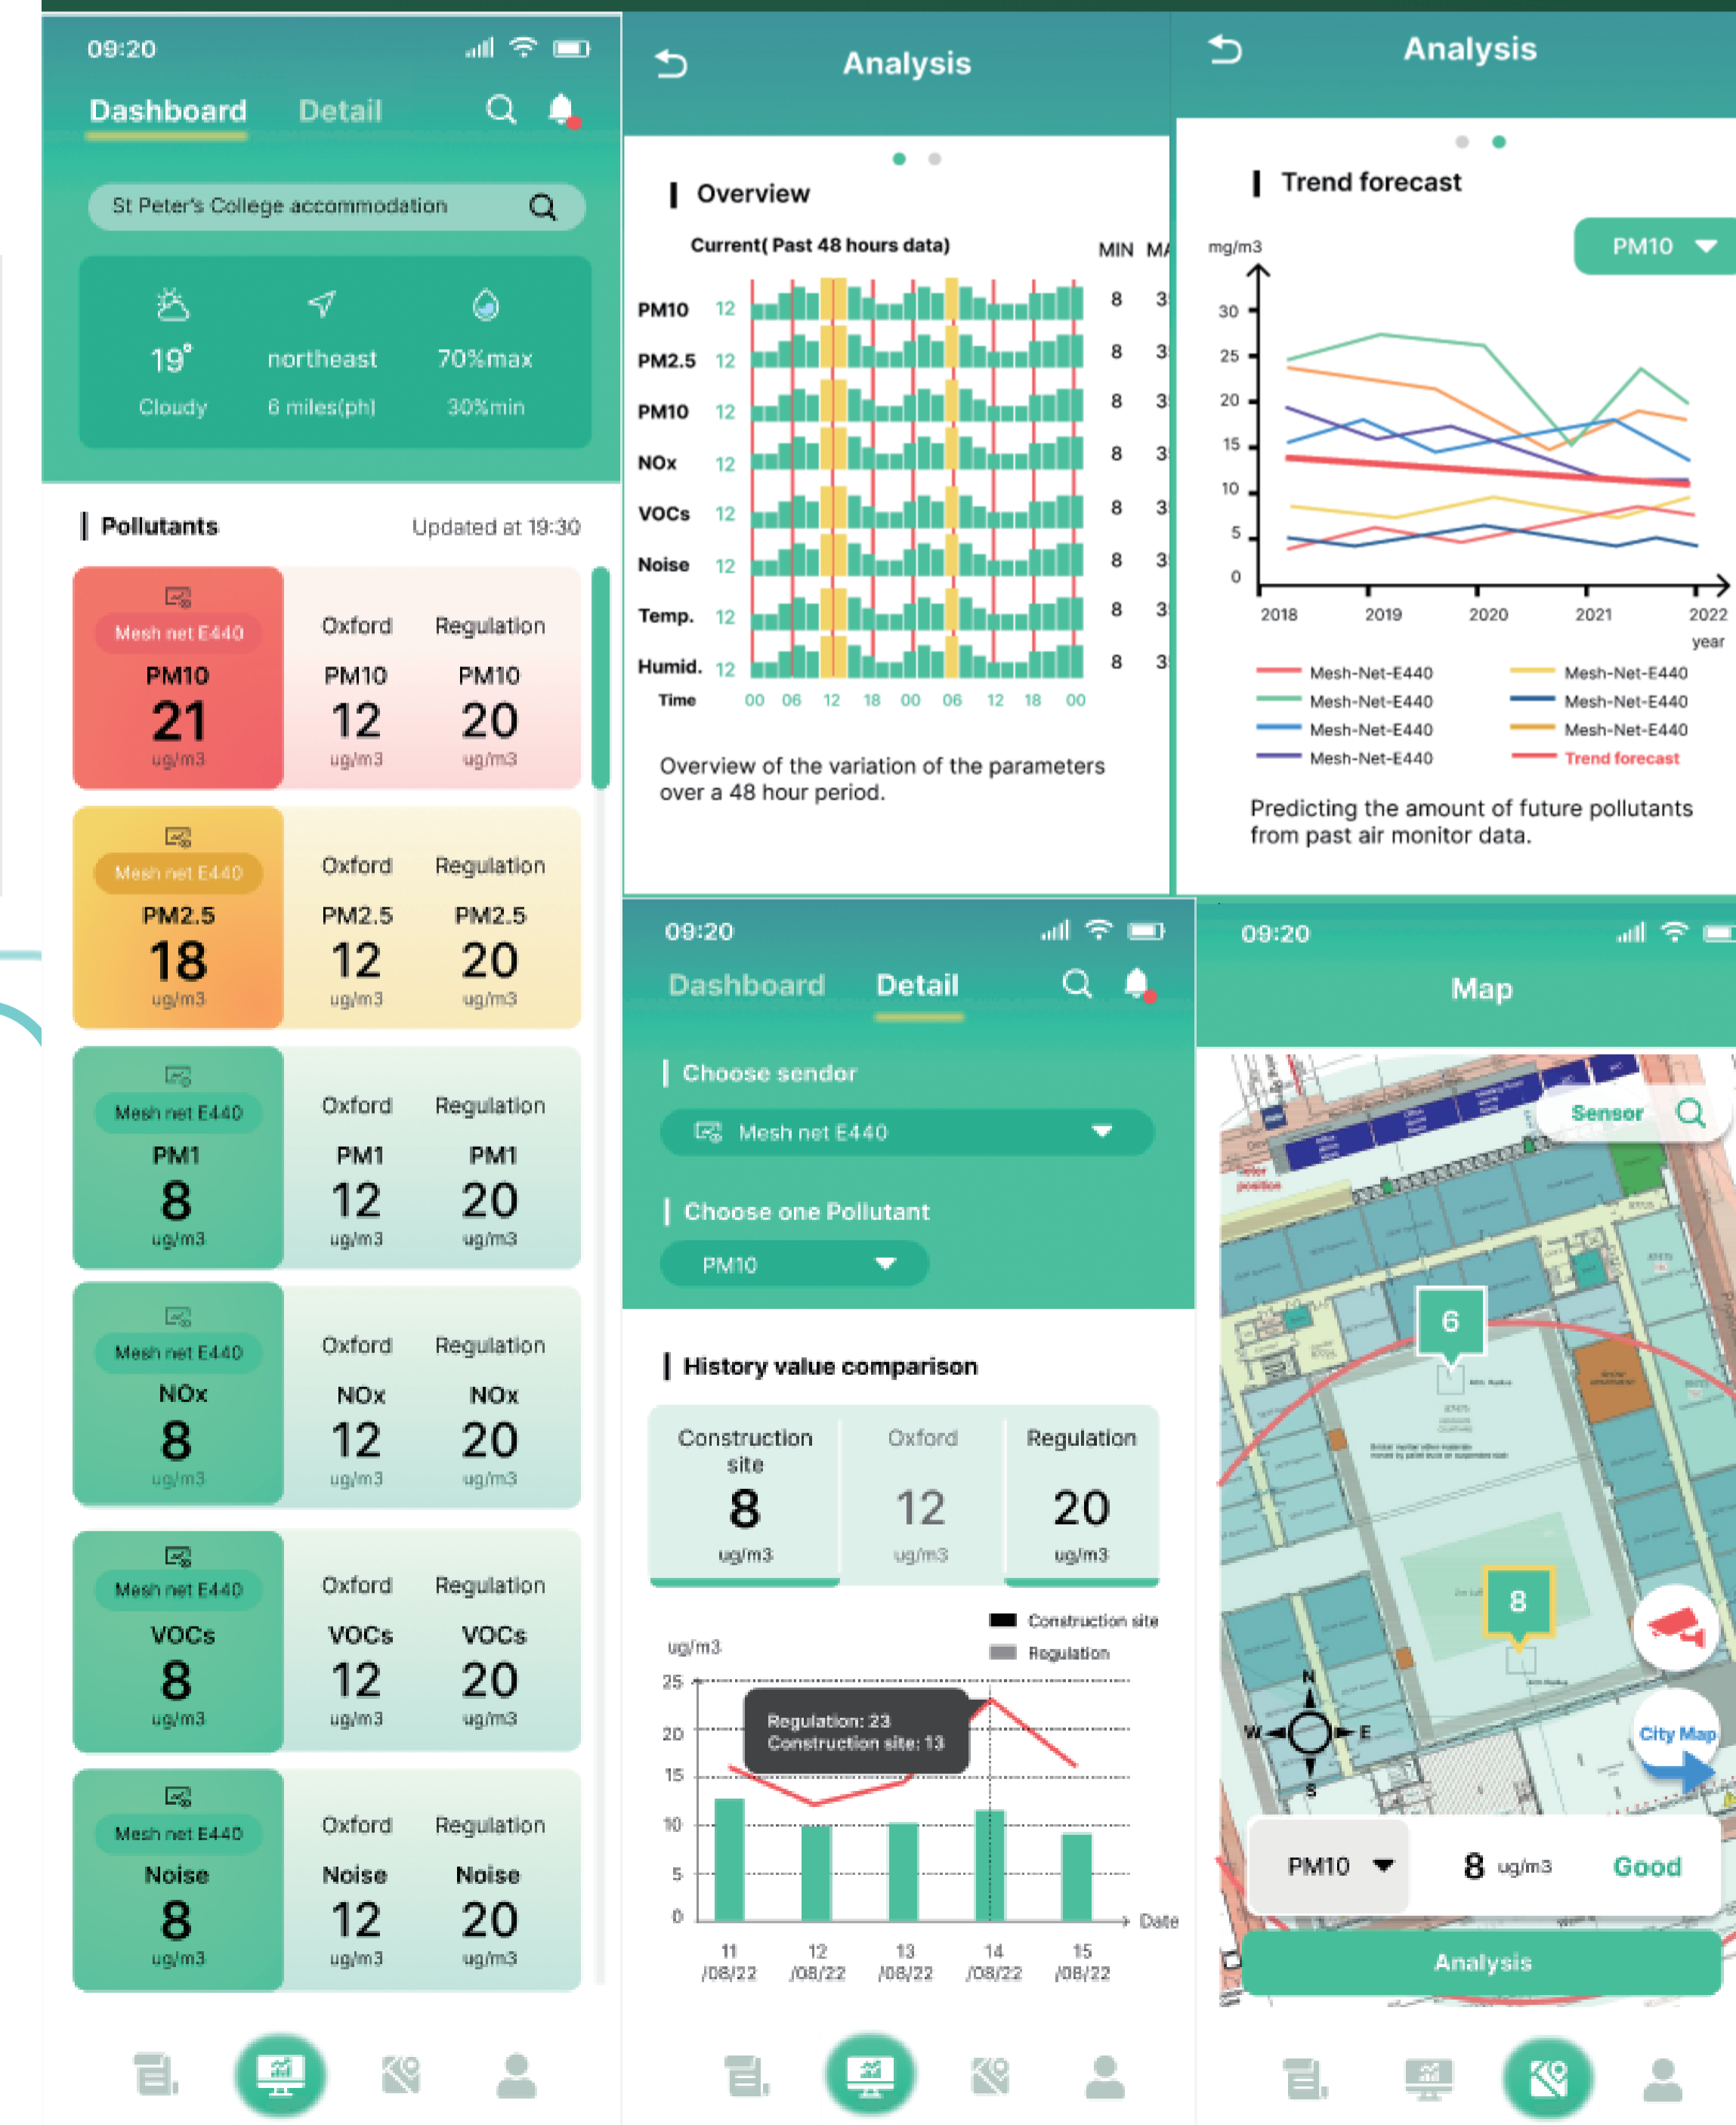 09:20
Dashboard Detail
St Peter's College accommodation
19° northeast 70%max
Cloudy 6 miles(ph) 30%min
Pollutants Updated at 19:30
Mesh net E440 Oxford Regulation
PM10 PM10 PM10
21 12 20
ug/m3 ug/m3 ug/m3
Mesh net E440 Oxford Regulation
PM2.5 PM2.5 PM2.5
18 12 20
ug/m3 ug/m3 ug/m3
Mesh net E440 Oxford Regulation
PM1 PM1 PM1
8 12 20
ug/m3 ug/m3 ug/m3
Mesh net E440 Oxford Regulation
NOx NOx NOx
8 12 20
ug/m3 ug/m3 ug/m3
Mesh net E440 Oxford Regulation
VOCs VOCs VOCs
8 12 20
ug/m3 ug/m3 ug/m3
Mesh net E440 Oxford Regulation
Noise Noise Noise
8 12 20
ug/m3 ug/m3 ug/m3
Analysis
Overview
Current( Past 48 hours data) MIN MA
PM10 12 8 3
PM2.5 12 8 3
PM10 12 8 3
NOx 12 8 3
VOCs 12 8 3
Noise 12 8 3
Temp. 12 8 3
Humid. 12 8 3
Time 00 06 12 18 00 06 12 18 00
Overview of the variation of the parameters
over a 48 hour period.
Analysis
Trend forecast
mg/m3 PM10
30
25
20
15
10
5
0
2018 2019 2020 2021 2022
year
Mesh-Net-E440 Mesh-Net-E440
Mesh-Net-E440 Mesh-Net-E440
Mesh-Net-E440 Mesh-Net-E440
Mesh-Net-E440 Trend forecast
Predicting the amount of future pollutants
from past air monitor data.
09:20
Dashboard Detail
Choose sendor
Mesh net E440
Choose one Pollutant
PM10
History value comparison
Construction Oxford Regulation
site
8 12 20
ug/m3 ug/m3 ug/m3
Construction site
ug/m3 Regulation
25
20
15
10
5
0
Regulation: 23
Construction site: 13
Date
11 12 13 14 15
/08/22 /08/22 /08/22 /08/22 /08/22
09:20
Map
Sensor
position
6
8
N
W E
S
City Map
PM10 8 ug/m3 Good
Analysis